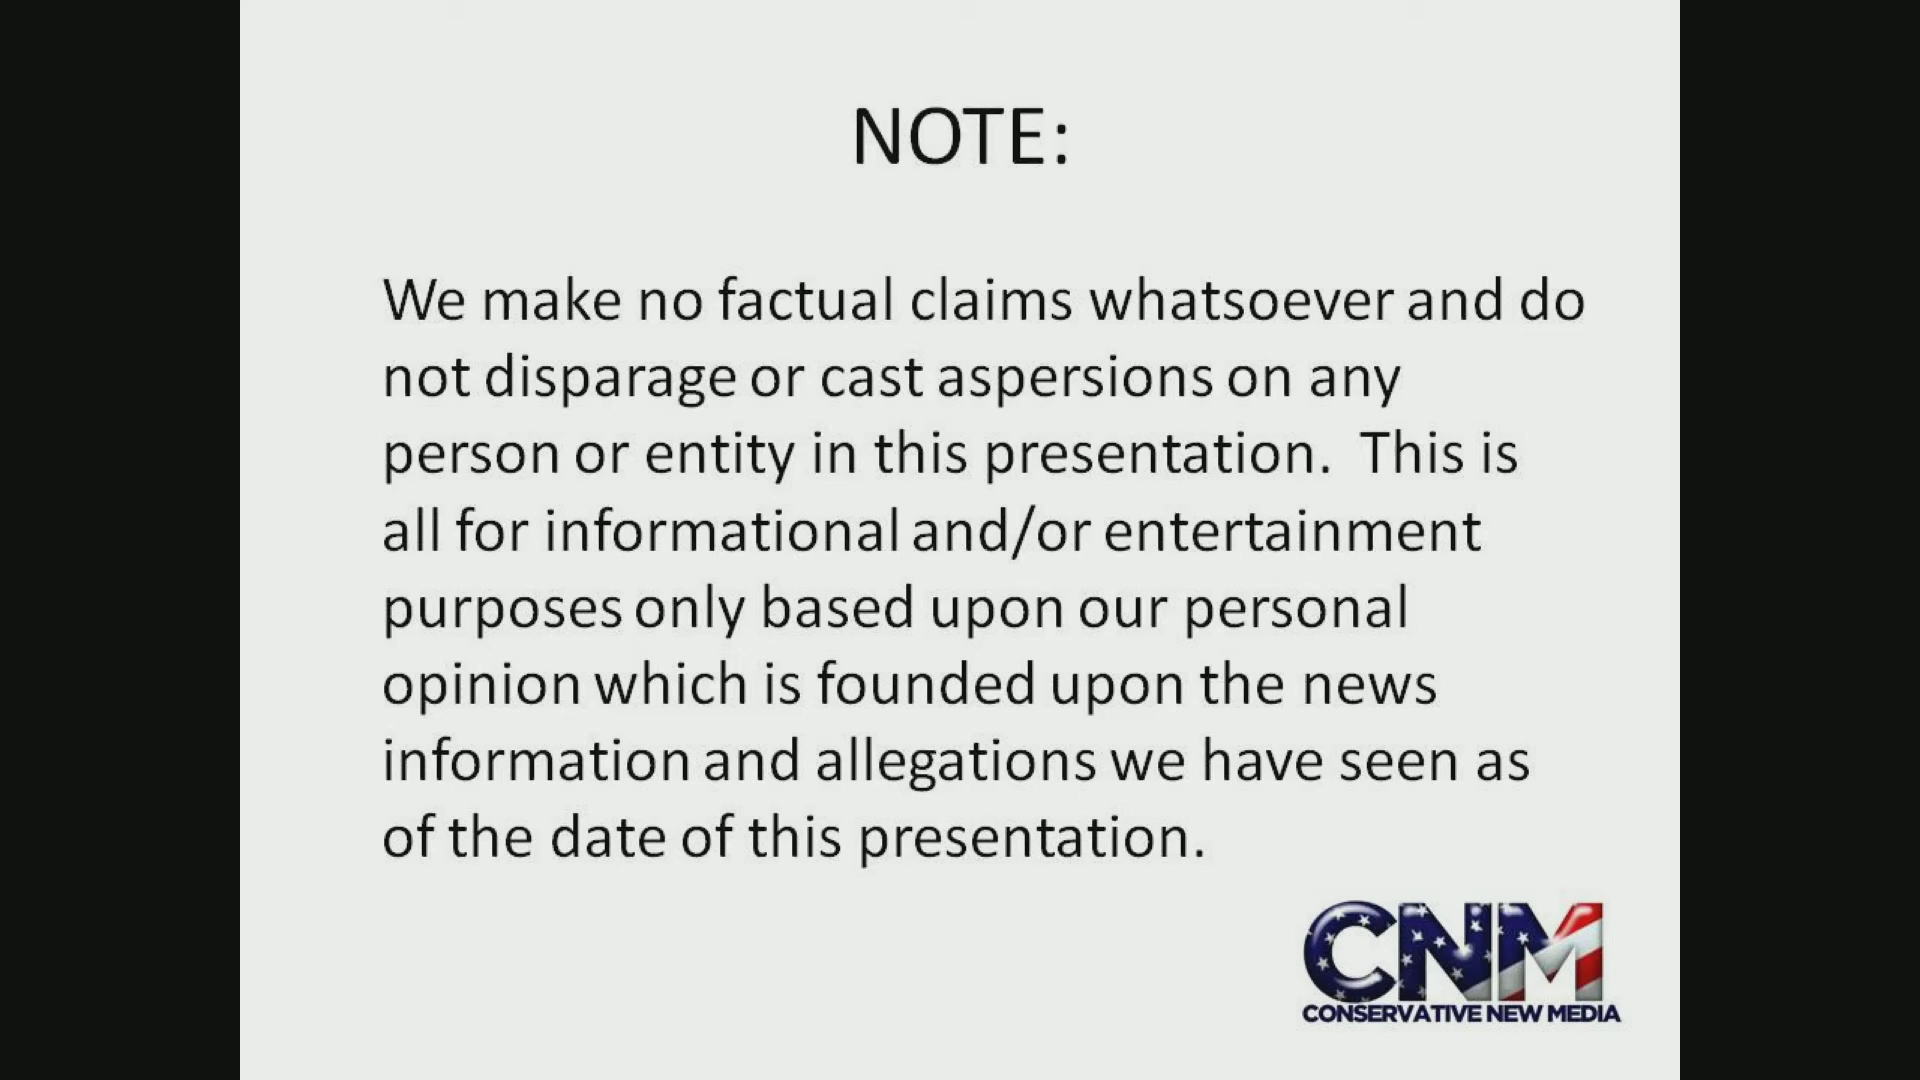 NOTE:
We make no factual claims whatsoever and do
not disparage or cast aspersions on any
person or entity in this presentation.  This is
all for informational and/or entertainment
purposes only based upon our personal
opinion which is founded upon the news
information and allegations we have seen as
of the date of this presentation.
CNM
CONSERVATIVE NEW MEDIA